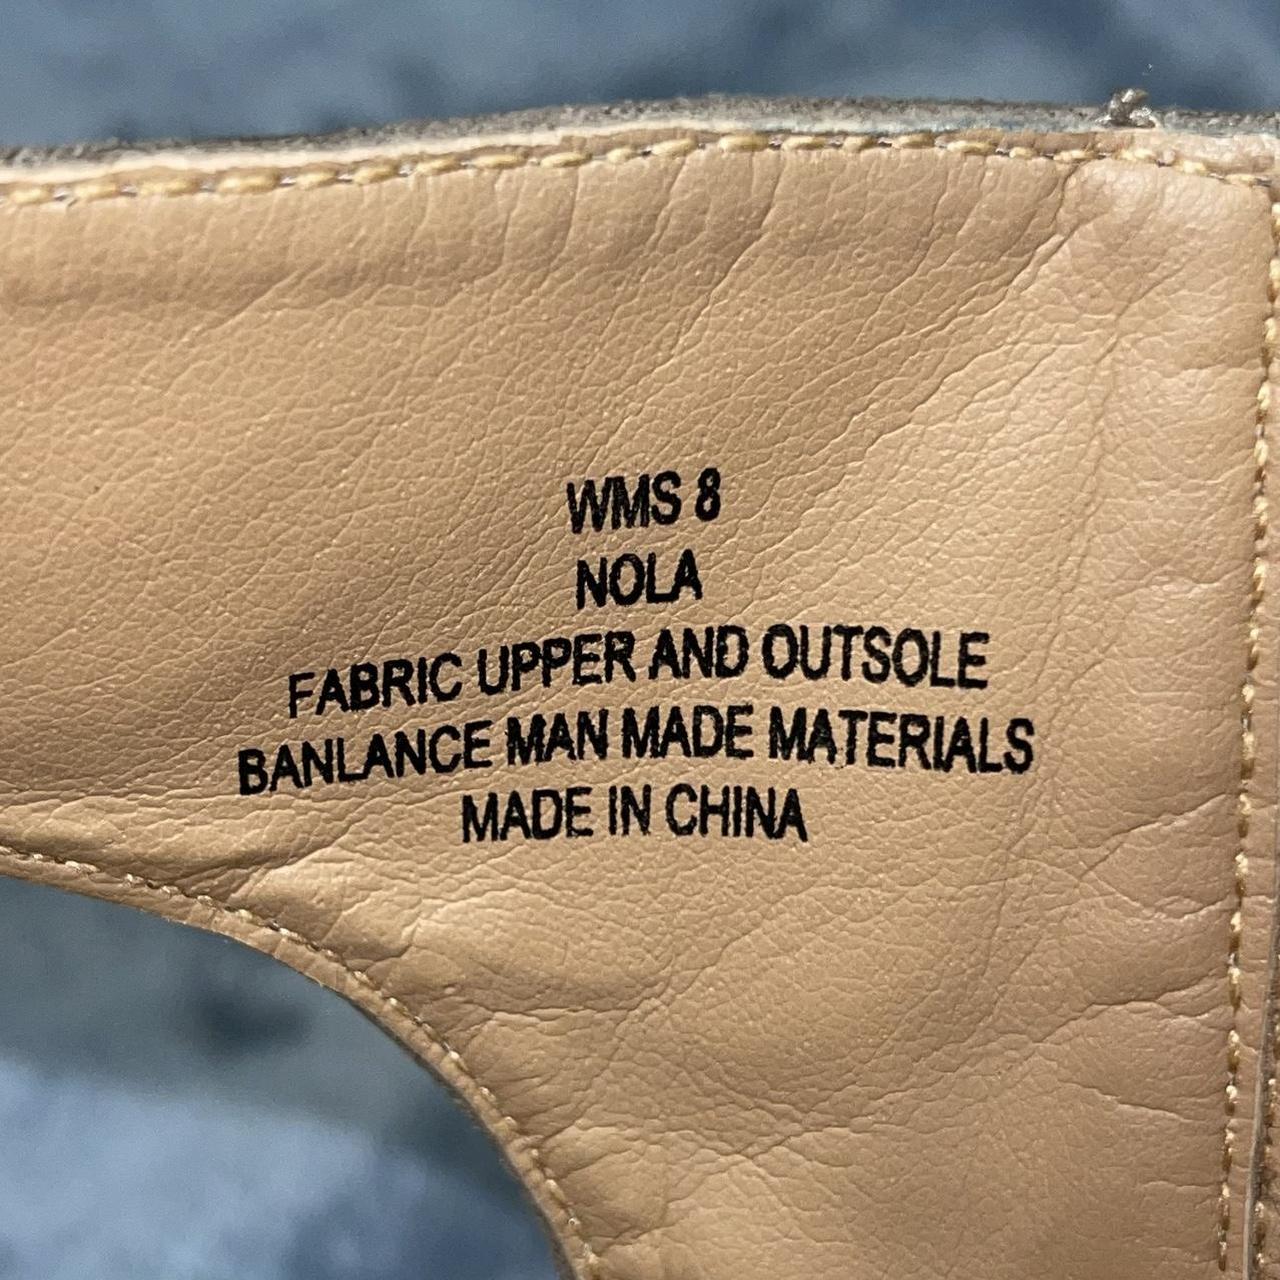 WMS 8
NOLA
FABRIC UPPER AND OUTSOLE
BANLANCE MAN MADE MATERIALS
MADE IN CHINA